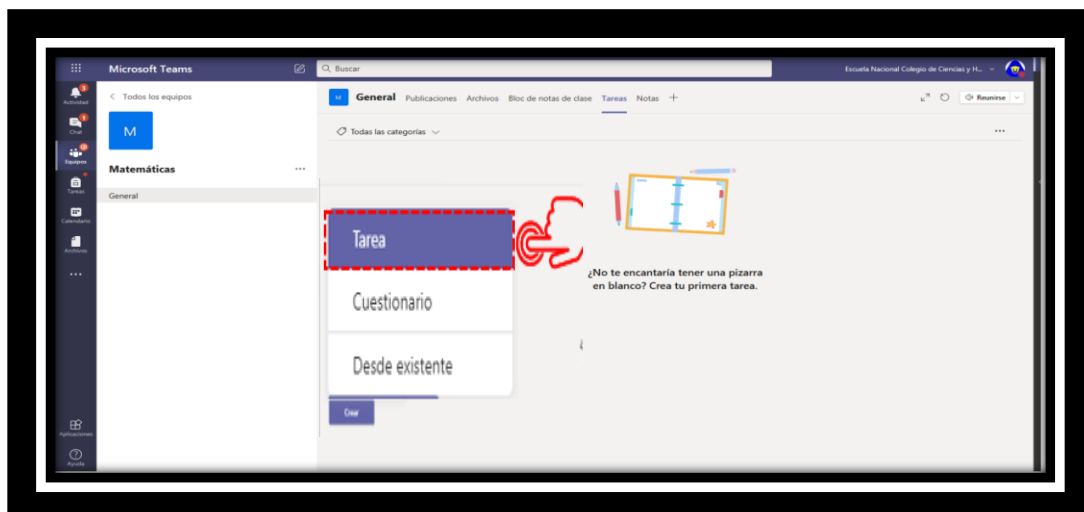 Microsoft Teams
Buscar
Escuela Nacional Colegio de Ciencias y H...
Actividad
Chat
Equipos
Tareas
Calendario
Archivos
Aplicaciones
Ayuda
Todos los equipos
M
Matemáticas
General
M General Publicaciones Archivos Bloc de notas de clase Tareas Notas
Reunirse
Todas las categorías
Tarea
Cuestionario
Desde existente
Crear
¿No te encantaría tener una pizarra
en blanco? Crea tu primera tarea.